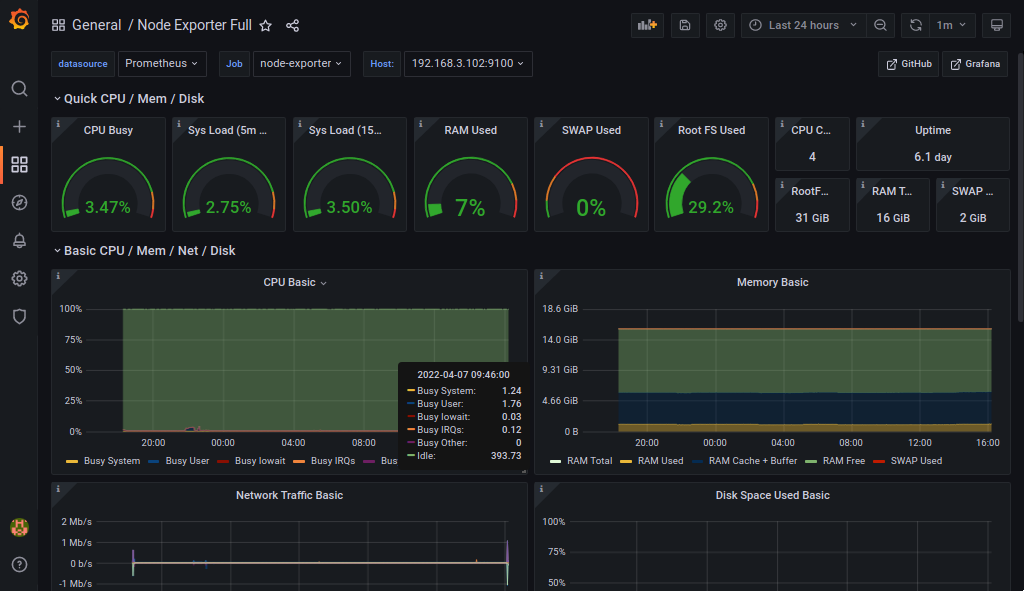 General / Node Exporter Full
Last 24 hours
1m
datasource Prometheus Job node-exporter Host: 192.168.3.102:9100 GitHub Grafana
Quick CPU / Mem / Disk
CPU Busy
3.47%
Sys Load (5m ...
2.75%
Sys Load (15...
3.50%
RAM Used
7%
SWAP Used
0%
Root FS Used
29.2%
CPU C...
4
Uptime
6.1 day
RootF...
31 GiB
RAM T...
16 GiB
SWAP ...
2 GiB
Basic CPU / Mem / Net / Disk
CPU Basic
100%
75%
50%
25%
0%
20:00 00:00 04:00 08:00
Busy System Busy User Busy Iowait Busy IRQs Bus
2022-04-07 09:46:00
Busy System: 1.24
Busy User: 1.76
Busy Iowait: 0.03
Busy IRQs: 0.12
Busy Other: 0
Idle: 393.73
Memory Basic
18.6 GiB
14.0 GiB
9.31 GiB
4.66 GiB
0 B
20:00 00:00 04:00 08:00 12:00 16:00
RAM Total RAM Used RAM Cache + Buffer RAM Free SWAP Used
Network Traffic Basic
2 Mb/s
1 Mb/s
0 b/s
-1 Mb/s
Disk Space Used Basic
100%
75%
50%